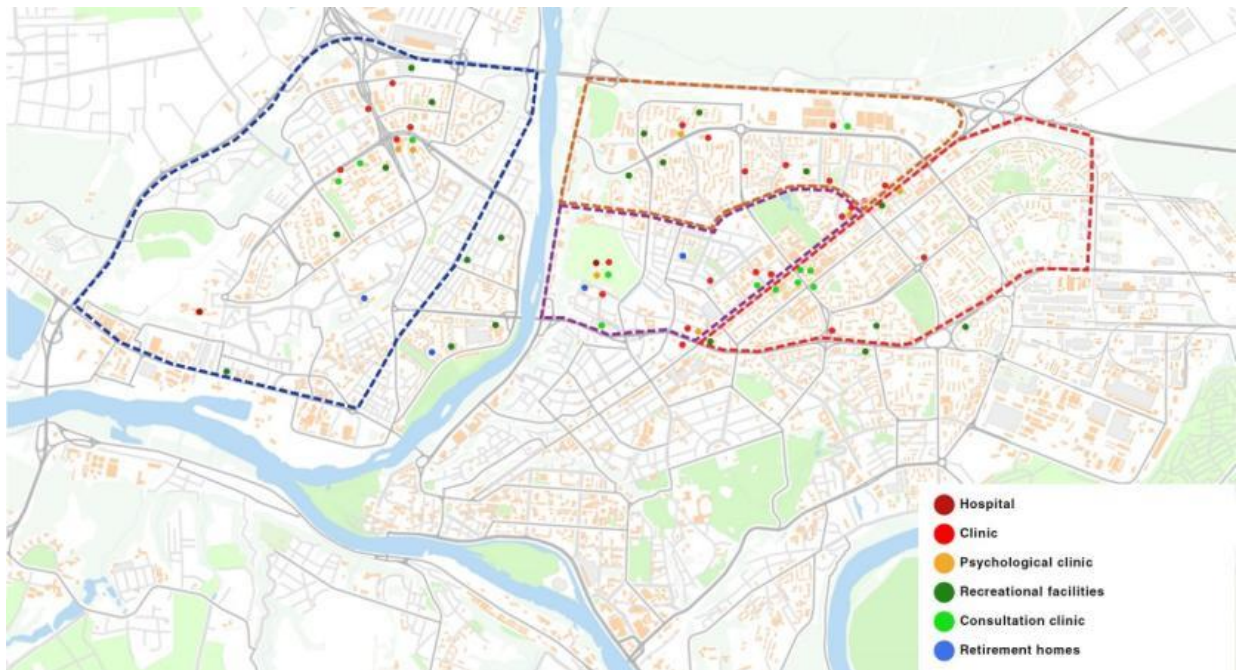 Hospital
Clinic
Psychological clinic
Recreational facilities
Consultation clinic
Retirement homes